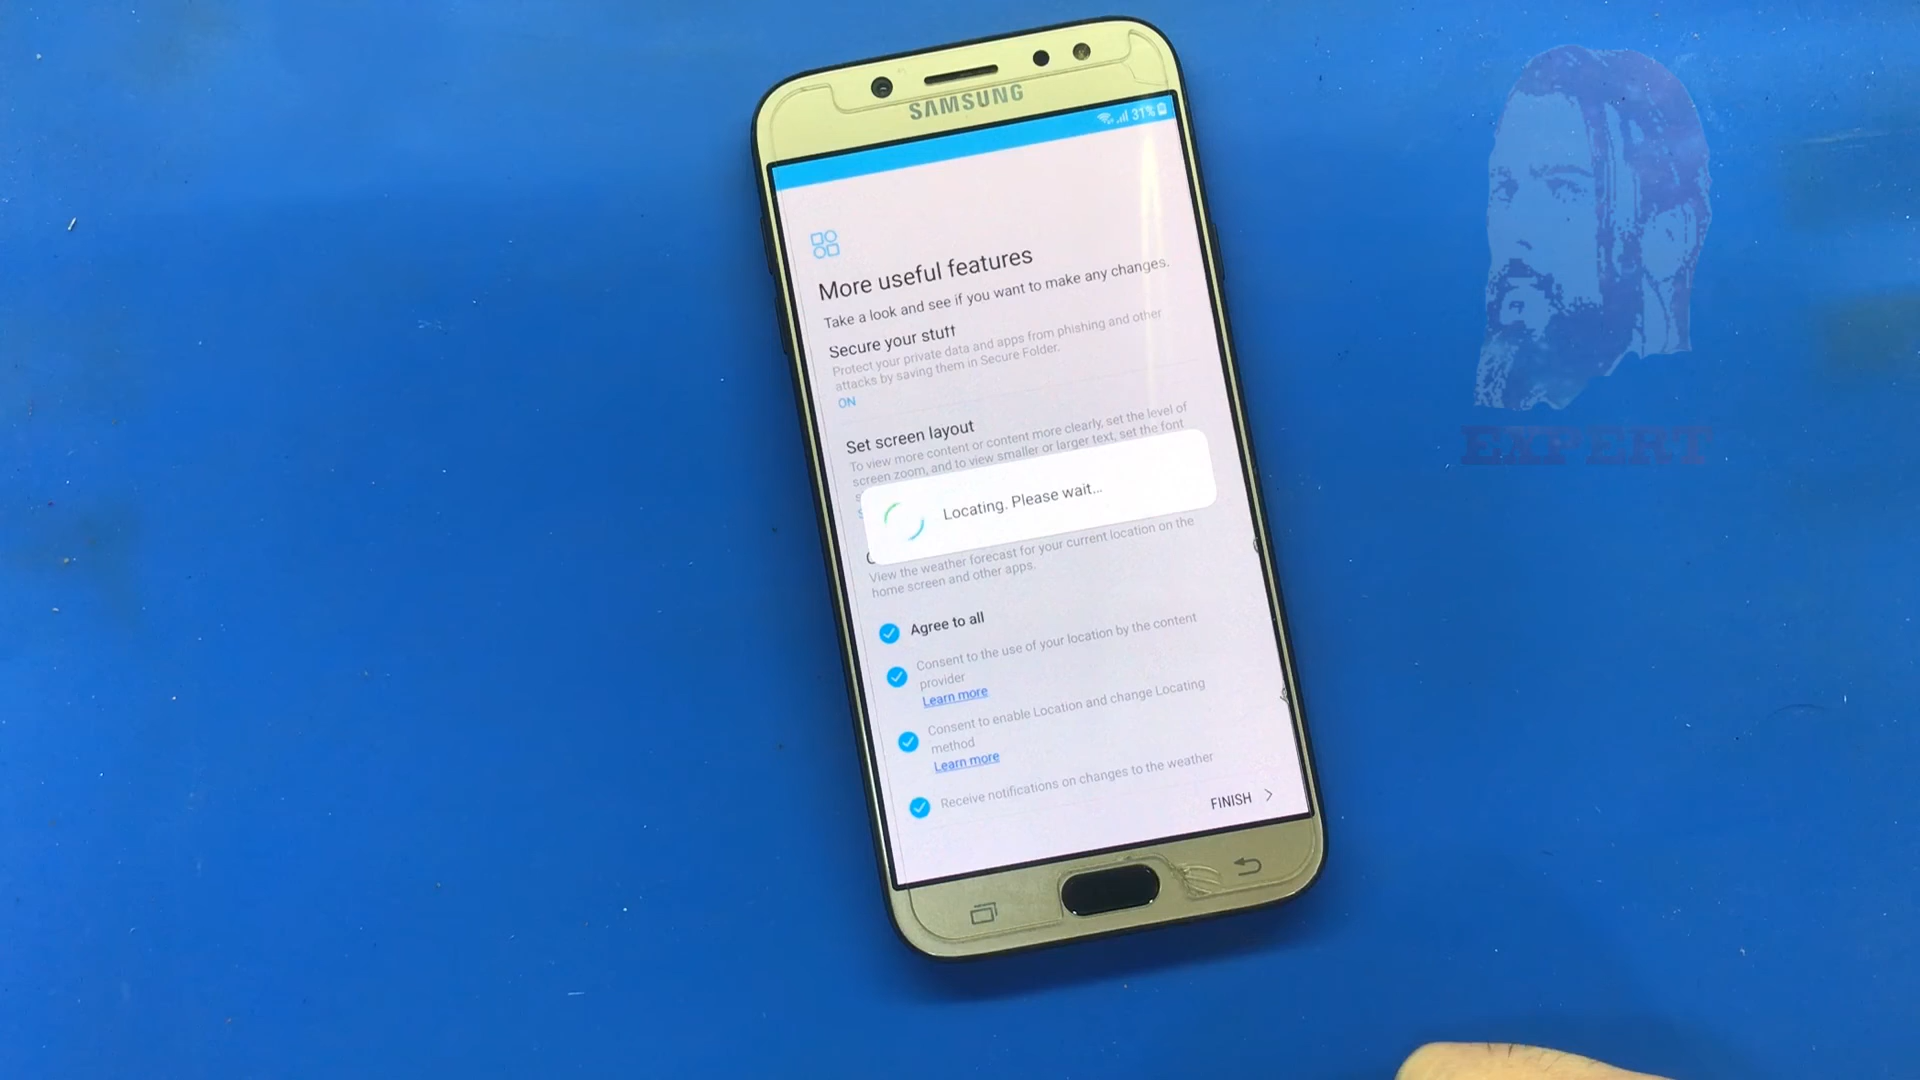 SAMSUNG
31%
More useful features
Take a look and see if you want to make any changes.
Secure your stuff
Protect your private data and apps from phishing and other
attacks by saving them in Secure Folder.
ON
Set screen layout
To view more content or content more clearly, set the level of
screen zoom, and to view smaller or larger text, set the font
Locating. Please wait...
View the weather forecast for your current location on the
home screen and other apps.
Agree to all
Consent to the use of your location by the content
provider
Learn more
Consent to enable Location and change Locating
method
Learn more
Receive notifications on changes to the weather
FINISH
EXPERT